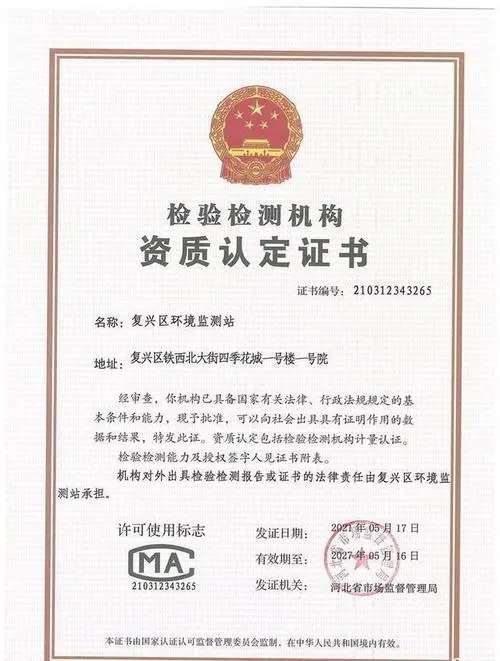 检验检测机构
资质认定证书
证书编号：210312343265
名称：复兴区环境监测站
地址：复兴区铁西北大街四季花城一号楼一号院
经审查，你机构已具备国家有关法律、行政法规规定的基
本条件和能力，现予批准，可以向社会出具具有证明作用的数
据和结果，特发此证。资质认定包括检验检测机构计量认证。
检验检测能力及授权签字人见证书附表。
机构对外出具检验检测报告或证书的法律责任由复兴区环境监
测站承担。
许可使用标志
MA
210312343265
发证日期：2021年05月17日
有效期至：2027年05月16日
发证机关：河北省市场监督管理局
河北省市场监督管理局
本证书由国家认证认可监督管理委员会监制，在中华人民共和国境内有效。